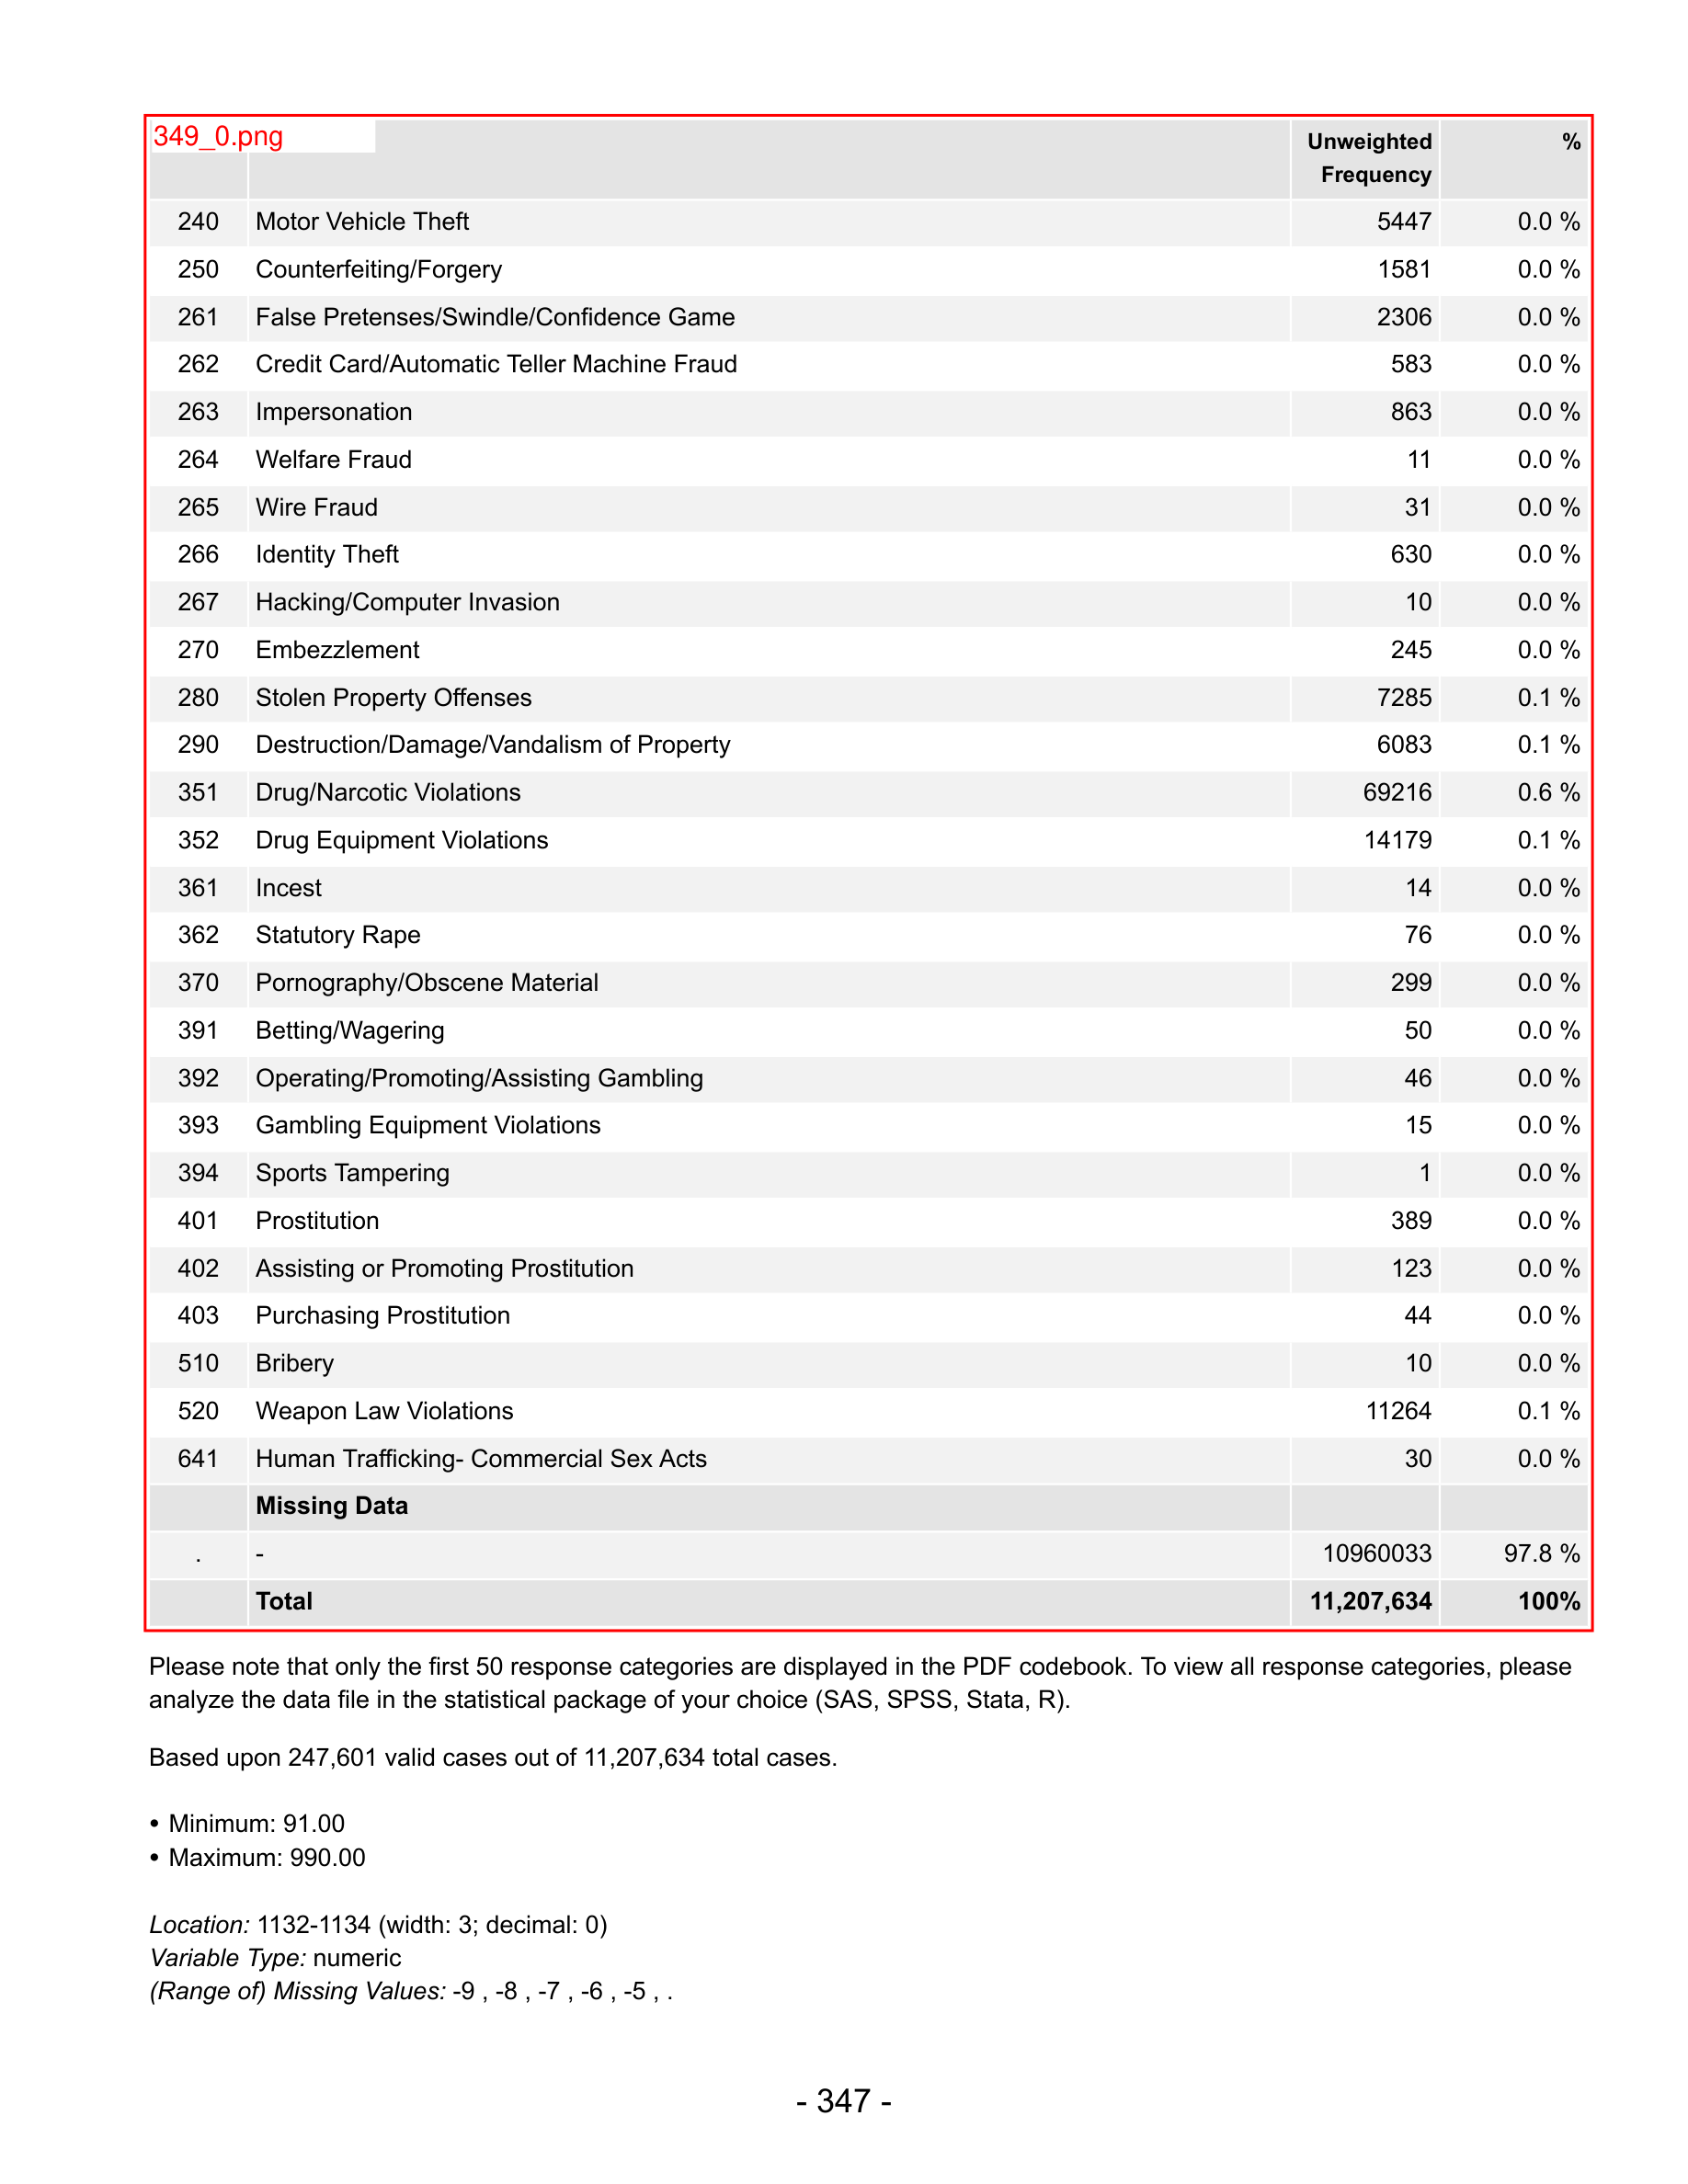 349_0.png
Unweighted %
Frequency
240 Motor Vehicle Theft 5447 0.0 %
250 Counterfeiting/Forgery 1581 0.0 %
261 False Pretenses/Swindle/Confidence Game 2306 0.0 %
262 Credit Card/Automatic Teller Machine Fraud 583 0.0 %
263 Impersonation 863 0.0 %
264 Welfare Fraud 11 0.0 %
265 Wire Fraud 31 0.0 %
266 Identity Theft 630 0.0 %
267 Hacking/Computer Invasion 10 0.0 %
270 Embezzlement 245 0.0 %
280 Stolen Property Offenses 7285 0.1 %
290 Destruction/Damage/Vandalism of Property 6083 0.1 %
351 Drug/Narcotic Violations 69216 0.6 %
352 Drug Equipment Violations 14179 0.1 %
361 Incest 14 0.0 %
362 Statutory Rape 76 0.0 %
370 Pornography/Obscene Material 299 0.0 %
391 Betting/Wagering 50 0.0 %
392 Operating/Promoting/Assisting Gambling 46 0.0 %
393 Gambling Equipment Violations 15 0.0 %
394 Sports Tampering 1 0.0 %
401 Prostitution 389 0.0 %
402 Assisting or Promoting Prostitution 123 0.0 %
403 Purchasing Prostitution 44 0.0 %
510 Bribery 10 0.0 %
520 Weapon Law Violations 11264 0.1 %
641 Human Trafficking- Commercial Sex Acts 30 0.0 %
Missing Data
. - 10960033 97.8 %
Total 11,207,634 100%
Please note that only the first 50 response categories are displayed in the PDF codebook. To view all response categories, please
analyze the data file in the statistical package of your choice (SAS, SPSS, Stata, R).
Based upon 247,601 valid cases out of 11,207,634 total cases.
• Minimum: 91.00
• Maximum: 990.00
Location: 1132-1134 (width: 3; decimal: 0)
Variable Type: numeric
(Range of) Missing Values: -9 , -8 , -7 , -6 , -5 , .
- 347 -